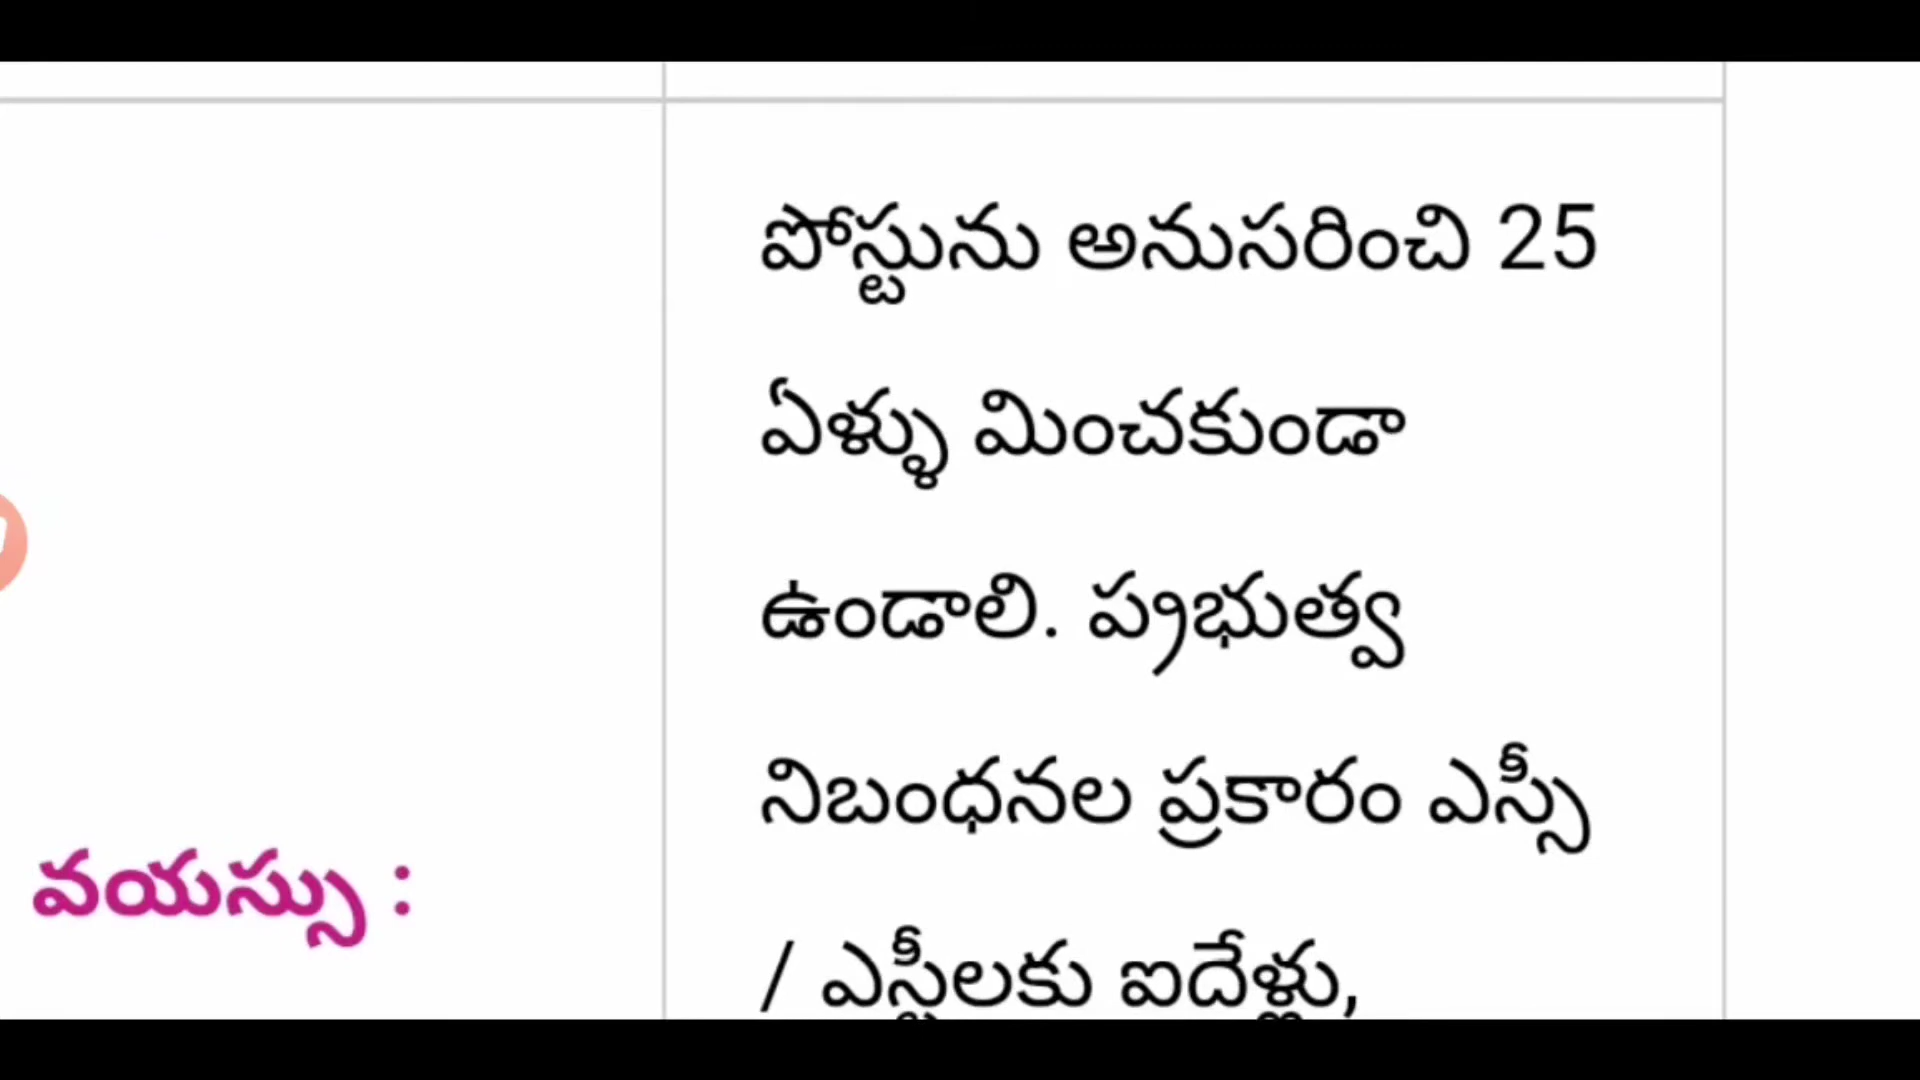 పోస్టును అనుసరించి 25
ఏళ్ళు మించకుండా
ఉండాలి. ప్రభుత్వ
నిబంధనల ప్రకారం ఎస్సీ
వయస్సు :
/ ఎస్టీలకు ఐదేళ్లు,